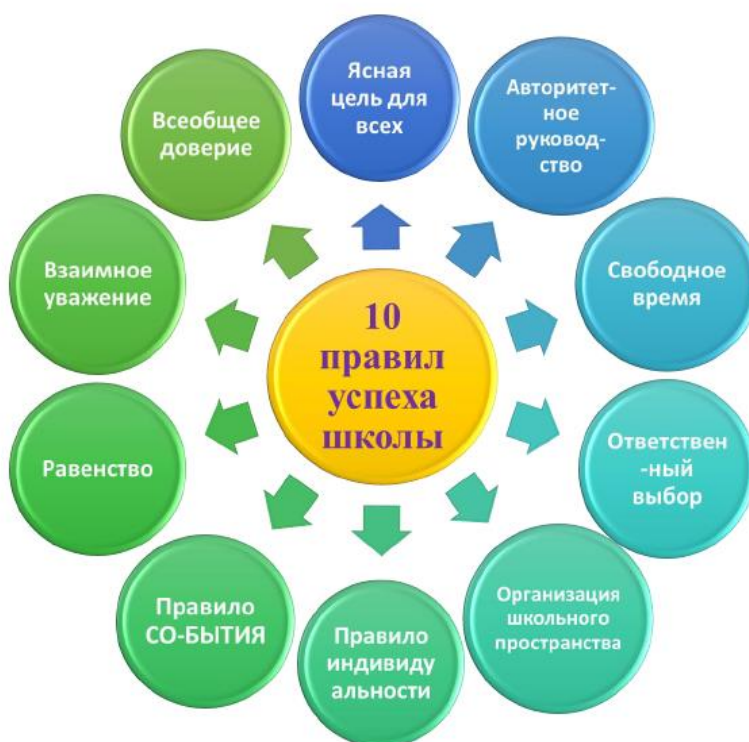 Ясная
цель для
всех
Авторитет-
ное
руковод-
ство
Свободное
время
Ответствен
-ный
выбор
Организация
школьного
пространства
Правило
индивиду
альности
Правило
СО-БЫТИЯ
Равенство
Взаимное
уважение
Всеобщее
доверие
10
правил
успеха
школы